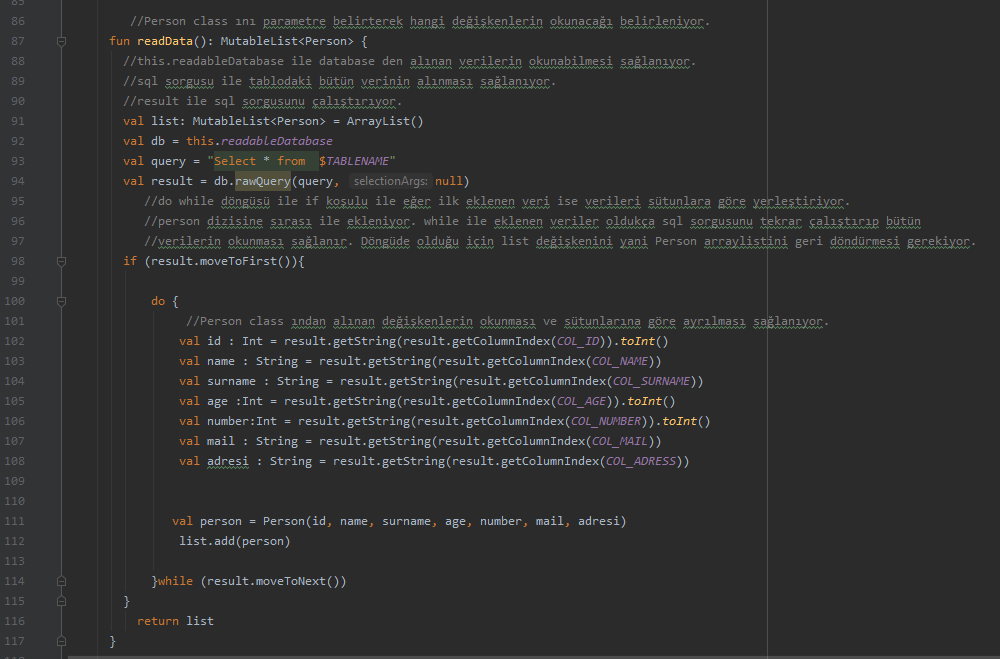 85
86 //Person class ını parametre belirterek hangi değişkenlerin okunacağı belirleniyor.
87 fun readData(): MutableList<Person> {
88 //this.readableDatabase ile database den alınan verilerin okunabilmesi sağlanıyor.
89 //sql sorgusu ile tablodaki bütün verinin alınması sağlanıyor.
90 //result ile sql sorgusunu çalıştırıyor.
91 val list: MutableList<Person> = ArrayList()
92 val db = this.readableDatabase
93 val query = "Select * from $TABLENAME"
94 val result = db.rawQuery(query, selectionArgs: null)
95 //do while döngüsü ile if koşulu ile eğer ilk eklenen veri ise verileri sütunlara göre yerleştiriyor.
96 //person dizisine sırası ile ekleniyor. while ile eklenen veriler oldukça sql sorgusunu tekrar çalıştırıp bütün
97 //verilerin okunması sağlanır. Döngüde olduğu için list değişkenini yani Person arraylistini geri döndürmesi gerekiyor.
98 if (result.moveToFirst()){
99
100 do {
101 //Person class ından alınan değişkenlerin okunması ve sütunlarına göre ayrılması sağlanıyor.
102 val id : Int = result.getString(result.getColumnIndex(COL_ID)).toInt()
103 val name : String = result.getString(result.getColumnIndex(COL_NAME))
104 val surname : String = result.getString(result.getColumnIndex(COL_SURNAME))
105 val age :Int = result.getString(result.getColumnIndex(COL_AGE)).toInt()
106 val number:Int = result.getString(result.getColumnIndex(COL_NUMBER)).toInt()
107 val mail : String = result.getString(result.getColumnIndex(COL_MAIL))
108 val adresi : String = result.getString(result.getColumnIndex(COL_ADRESS))
109
110
111 val person = Person(id, name, surname, age, number, mail, adresi)
112 list.add(person)
113
114 }while (result.moveToNext())
115 }
116 return list
117 }